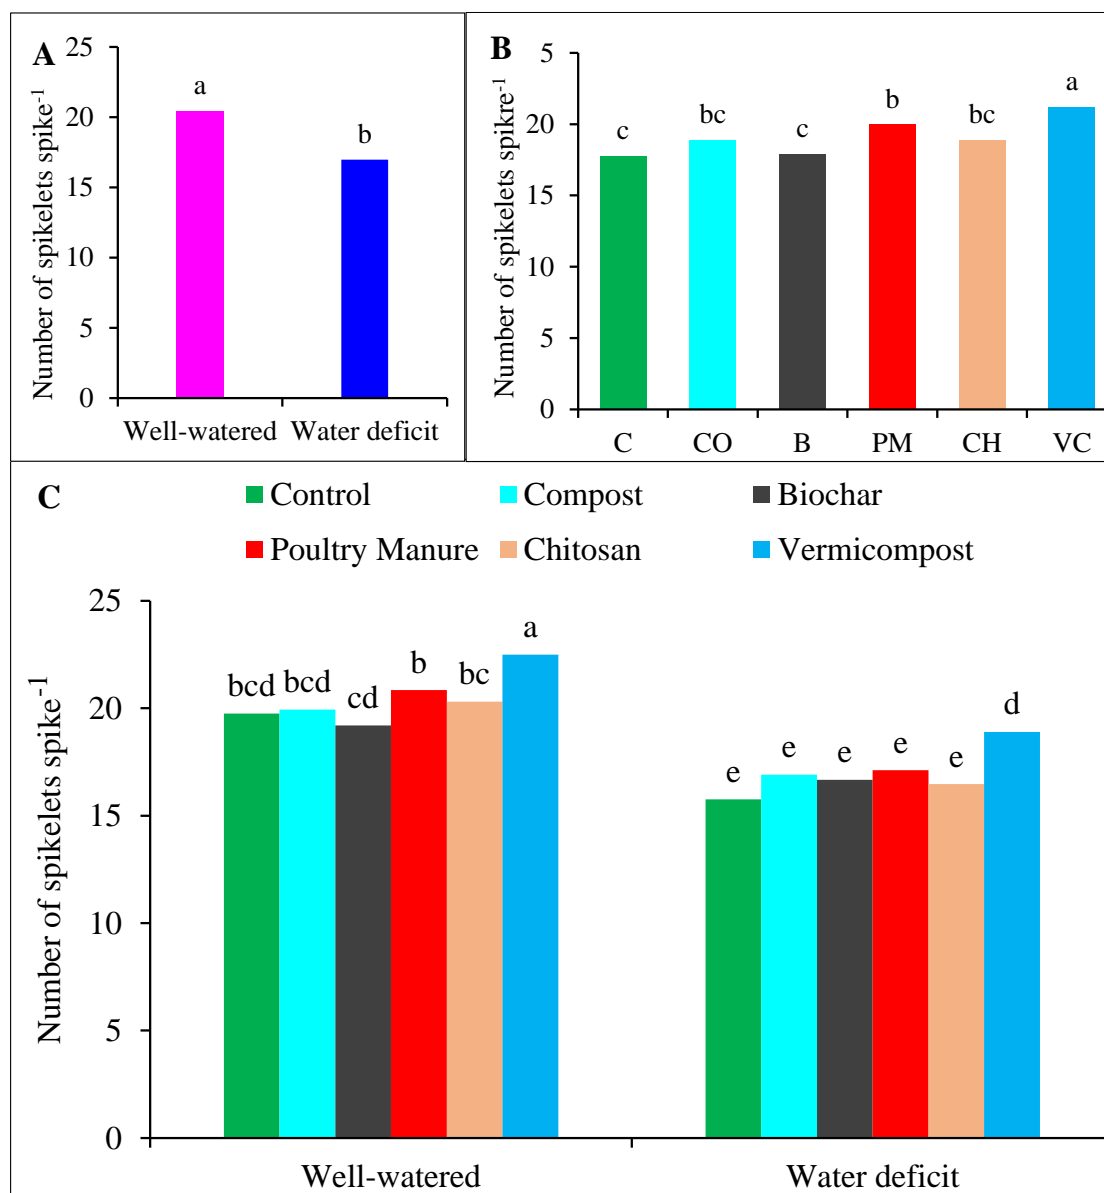 A
Number of spikelets spike-1
25
20
15
10
5
0
a
b
Well-watered Water deficit
B
Number of spikelets spikre-1
5
20
15
10
5
0
c
bc
c
b
bc
a
C CO B PM CH VC
C
Control Compost Biochar
Poultry Manure Chitosan Vermicompost
Number of spikelets spike-1
25
20
15
10
5
0
bcd bcd cd b bc a
e e e e e d
Well-watered Water deficit